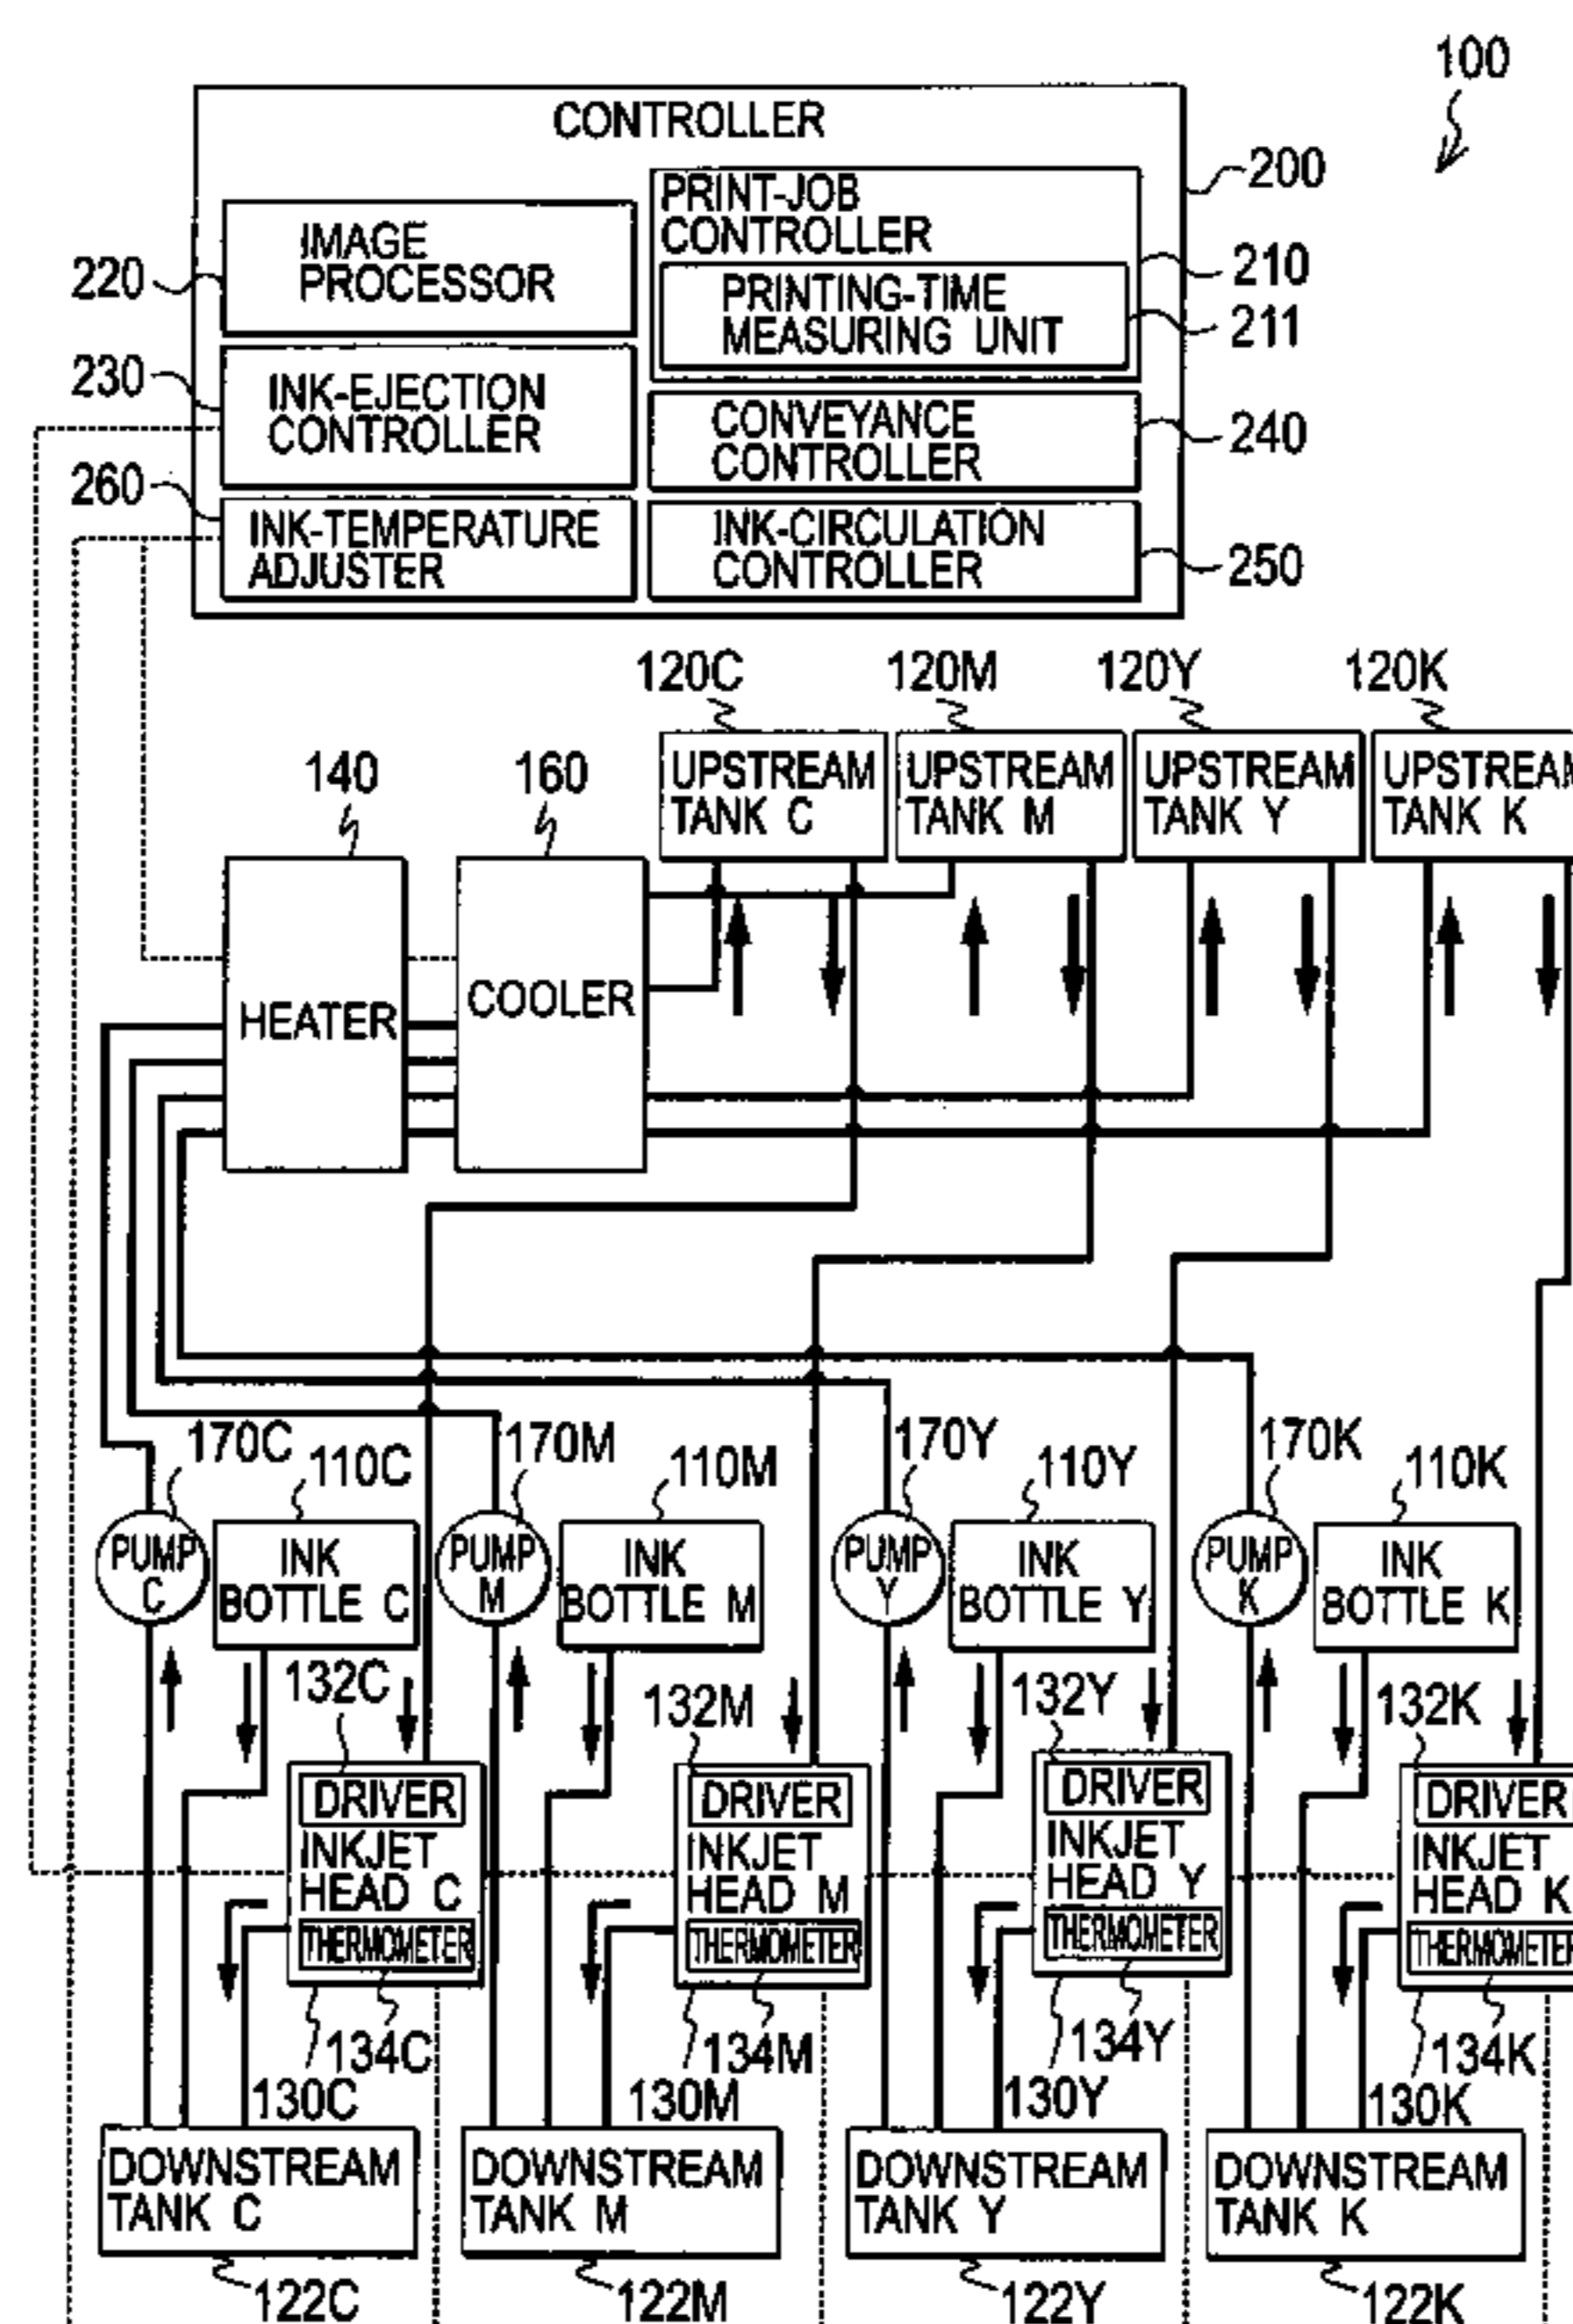 100
CONTROLLER
200
PRINT-JOB
CONTROLLER
210
PRINTING-TIME
MEASURING UNIT
211
220
IMAGE
PROCESSOR
230
INK-EJECTION
CONTROLLER
CONVEYANCE
CONTROLLER
240
260
INK-TEMPERATURE
ADJUSTER
INK-CIRCULATION
CONTROLLER
250
120C
120M
120Y
120K
UPSTREAM
TANK C
UPSTREAM
TANK M
UPSTREAM
TANK Y
UPSTREAM
TANK K
140
160
HEATER
COOLER
170C
110C
170M
110M
170Y
110Y
170K
110K
PUMP
C
INK
BOTTLE C
PUMP
M
INK
BOTTLE M
PUMP
Y
INK
BOTTLE Y
PUMP
K
INK
BOTTLE K
132C
132M
132Y
132K
DRIVER
INKJET
HEAD C
THERMOMETER
DRIVER
INKJET
HEAD M
THERMOMETER
DRIVER
INKJET
HEAD Y
THERMOMETER
DRIVER
INKJET
HEAD K
THERMOMETER
134C
134M
134Y
134K
130C
130M
130Y
130K
DOWNSTREAM
TANK C
DOWNSTREAM
TANK M
DOWNSTREAM
TANK Y
DOWNSTREAM
TANK K
122C
122M
122Y
122K